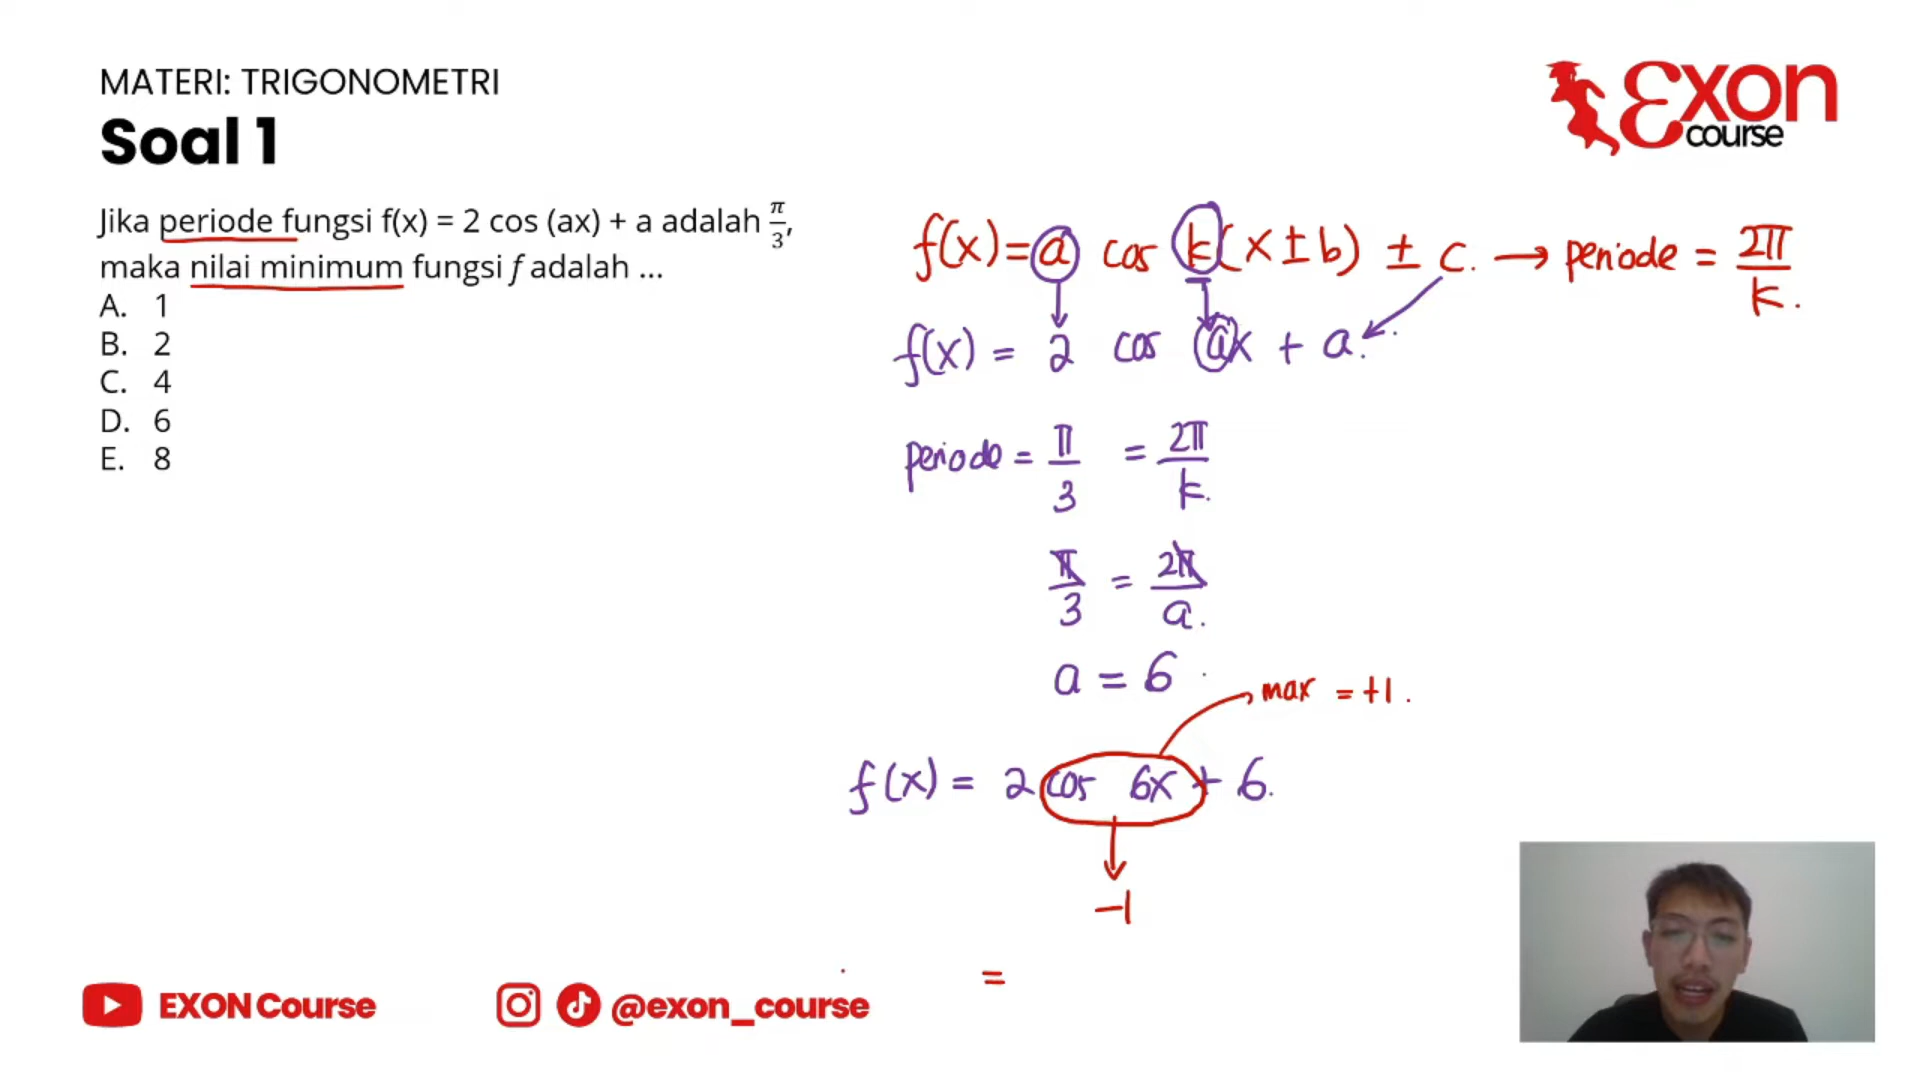 MATERI: TRIGONOMETRI
Soal 1
Exon
course
Jika periode fungsi f(x) = 2 cos (ax) + a adalah π/3,
maka nilai minimum fungsi f adalah ...
A. 1
B. 2
C. 4
D. 6
E. 8
f(x) = a cos k(x ± b) ± c. → periode = 2π/k.
f(x) = 2 cos ax + a.
periode = π/3 = 2π/k.
π/3 = 2π/a.
a = 6
max = +1.
f(x) = 2 cos 6x + 6.
-1
=
EXON Course
@exon_course